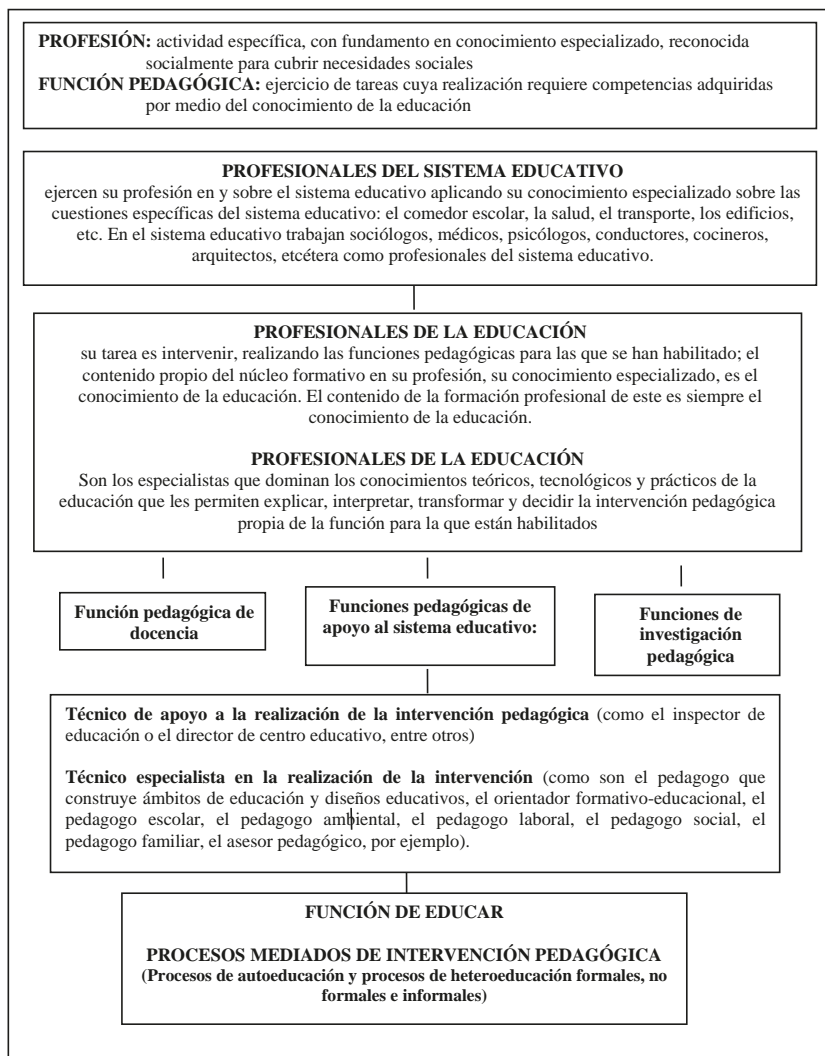 PROFESIÓN: actividad específica, con fundamento en conocimiento especializado, reconocida
socialmente para cubrir necesidades sociales
FUNCIÓN PEDAGÓGICA: ejercicio de tareas cuya realización requiere competencias adquiridas
por medio del conocimiento de la educación
PROFESIONALES DEL SISTEMA EDUCATIVO
ejercen su profesión en y sobre el sistema educativo aplicando su conocimiento especializado sobre las
cuestiones específicas del sistema educativo: el comedor escolar, la salud, el transporte, los edificios,
etc. En el sistema educativo trabajan sociólogos, médicos, psicólogos, conductores, cocineros,
arquitectos, etcétera como profesionales del sistema educativo.
PROFESIONALES DE LA EDUCACIÓN
su tarea es intervenir, realizando las funciones pedagógicas para las que se han habilitado; el
contenido propio del núcleo formativo en su profesión, su conocimiento especializado, es el
conocimiento de la educación. El contenido de la formación profesional de este es siempre el
conocimiento de la educación.
PROFESIONALES DE LA EDUCACIÓN
Son los especialistas que dominan los conocimientos teóricos, tecnológicos y prácticos de la
educación que les permiten explicar, interpretar, transformar y decidir la intervención pedagógica
propia de la función para la que están habilitados
Función pedagógica de
docencia
Funciones pedagógicas de
apoyo al sistema educativo:
Funciones de
investigación
pedagógica
Técnico de apoyo a la realización de la intervención pedagógica (como el inspector de
educación o el director de centro educativo, entre otros)
Técnico especialista en la realización de la intervención (como son el pedagogo que
construye ámbitos de educación y diseños educativos, el orientador formativo-educacional, el
pedagogo escolar, el pedagogo ambiental, el pedagogo laboral, el pedagogo social, el
pedagogo familiar, el asesor pedagógico, por ejemplo).
FUNCIÓN DE EDUCAR
PROCESOS MEDIADOS DE INTERVENCIÓN PEDAGÓGICA
(Procesos de autoeducación y procesos de heteroeducación formales, no
formales e informales)